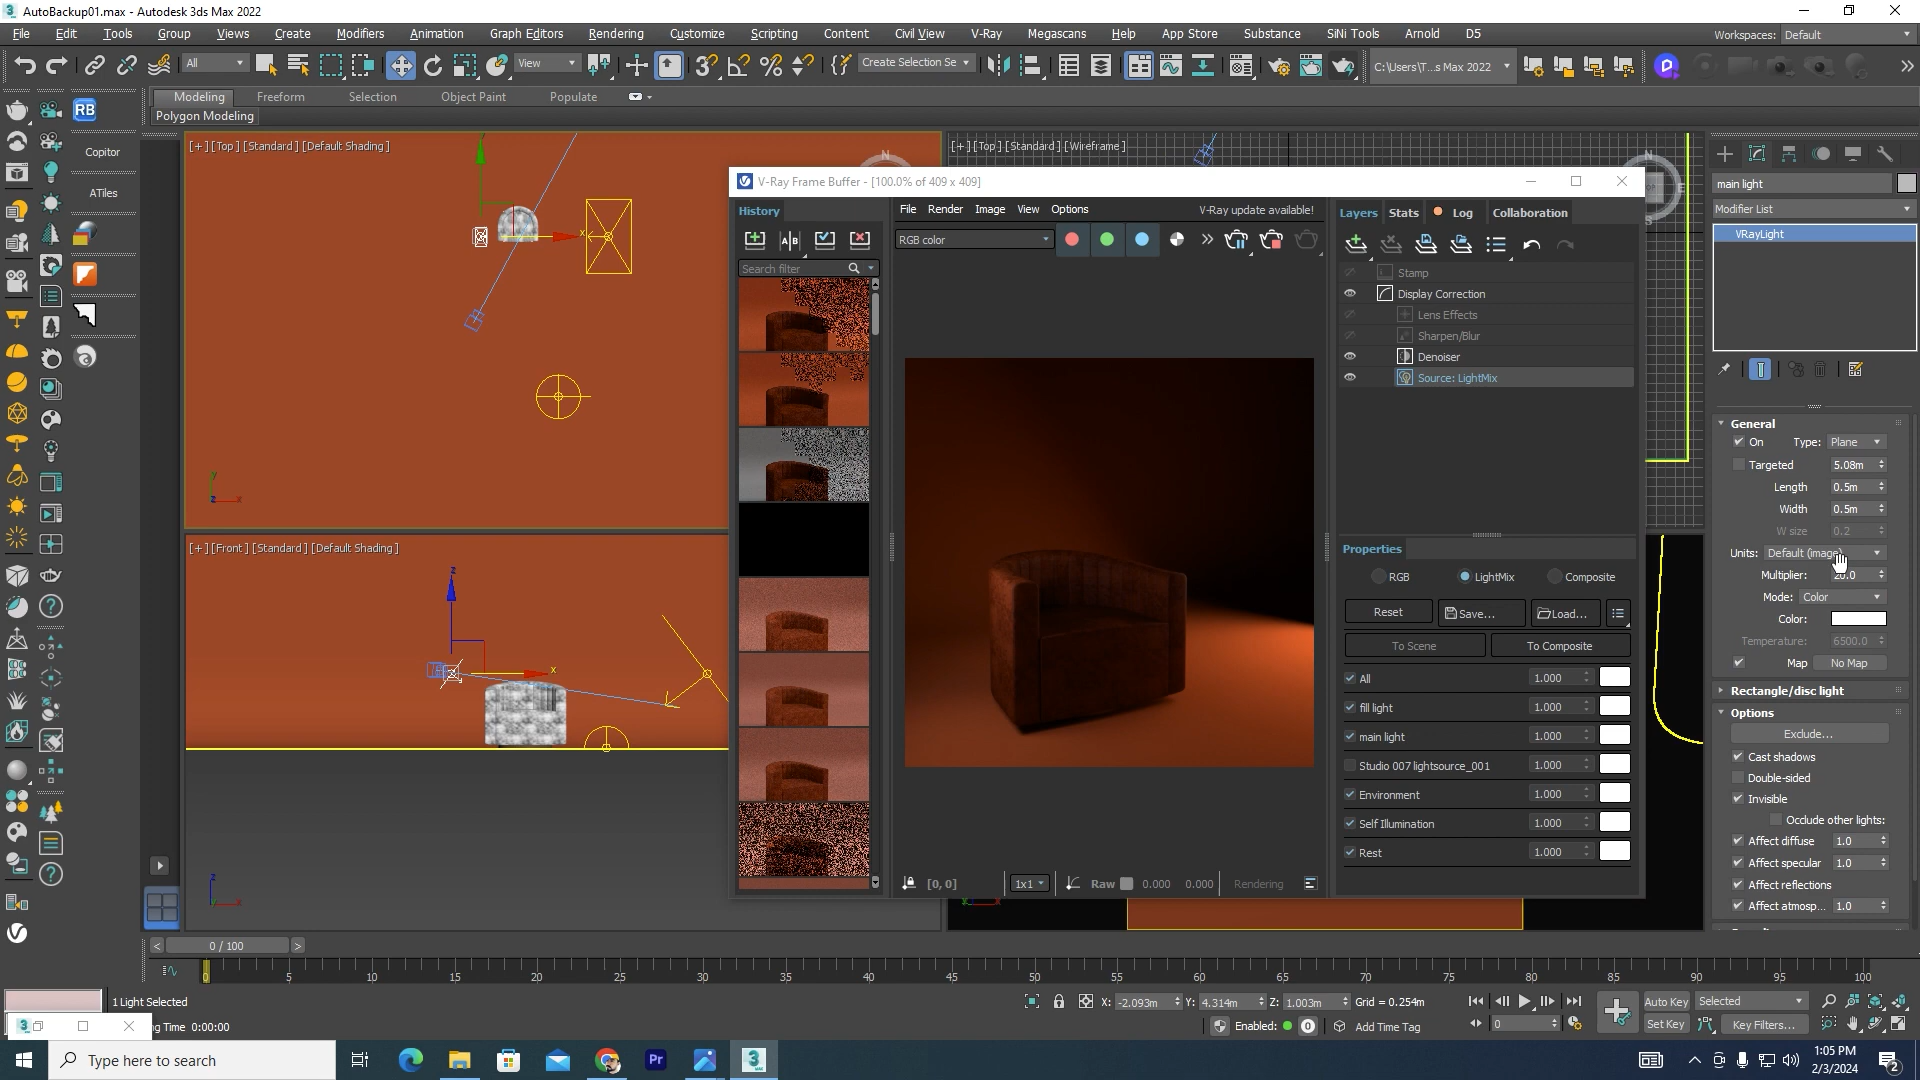 AutoBackup01.max - Autodesk 3ds Max 2022
File Edit Tools Group Views Create Modifiers Animation Graph Editors Rendering Customize Scripting Content Civil View V-Ray Megascans Help App Store Substance SiNi Tools Arnold D5
Workspaces: Default
All
View
Create Selection Se
C:\Users\T...s Max 2022
Modeling Freeform Selection Object Paint Populate
Polygon Modeling
RB
Copitor
ATiles
[+] [Top] [Standard] [Default Shading]
[+] [Top] [Standard] [Wireframe]
[+] [Front] [Standard] [Default Shading]
V-Ray Frame Buffer - [100.0% of 409 x 409]
History
Search filter
File Render Image View Options V-Ray update available!
RGB color
Layers Stats Log Collaboration
Stamp
Display Correction
Lens Effects
Sharpen/Blur
Denoiser
Source: LightMix
Properties
RGB LightMix Composite
Reset Save... Load...
To Scene To Composite
All 1.000
fill light 1.000
main light 1.000
Studio 007 lightsource_001 1.000
Environment 1.000
Self Illumination 1.000
Rest 1.000
[0, 0] 1x1 Raw 0.000 0.000 Rendering
main light
Modifier List
VRayLight
General
On Type: Plane
Targeted 5.08m
Length 0.5m
Width 0.5m
W size 0.2
Units: Default (image)
Multiplier: 20.0
Mode: Color
Color:
Temperature: 6500.0
Map No Map
Rectangle/disc light
Options
Exclude...
Cast shadows
Double-sided
Invisible
Occlude other lights:
Affect diffuse 1.0
Affect specular 1.0
Affect reflections
Affect atmosp... 1.0
< 0 / 100 >
0 5 10 15 20 25 30 35 40 45 50 55 60 65 70 75 80 85 90 95 100
1 Light Selected
X: -2.093m Y: 4.314m Z: 1.003m Grid = 0.254m
Auto Key Selected
ng Time 0:00:00
Enabled: 0 Add Time Tag
0
Set Key Key Filters...
Type here to search
1:05 PM
2/3/2024
2